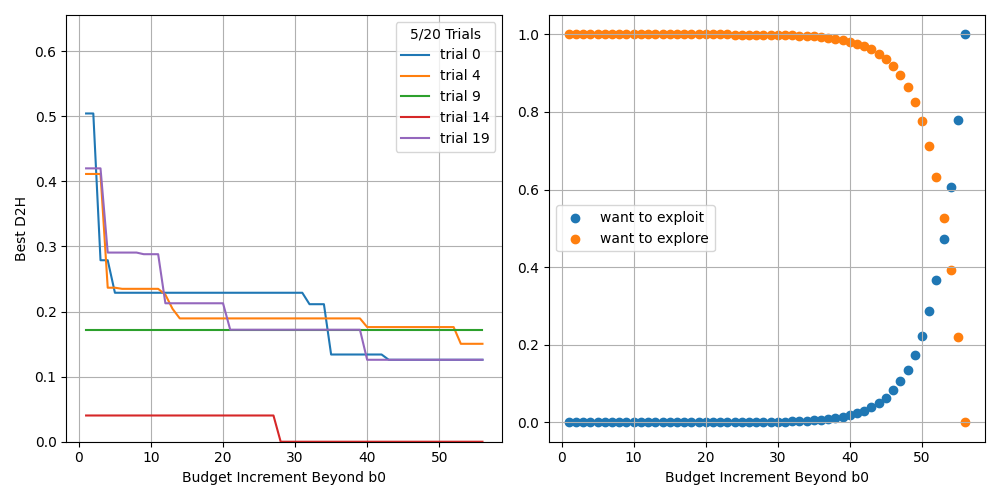 5/20 Trials
trial 0
trial 4
trial 9
trial 14
trial 19
Best D2H
0.6
0.5
0.4
0.3
0.2
0.1
0.0
0 10 20 30 40 50
Budget Increment Beyond b0
1.0
0.8
0.6
0.4
0.2
0.0
want to exploit
want to explore
0 10 20 30 40 50
Budget Increment Beyond b0